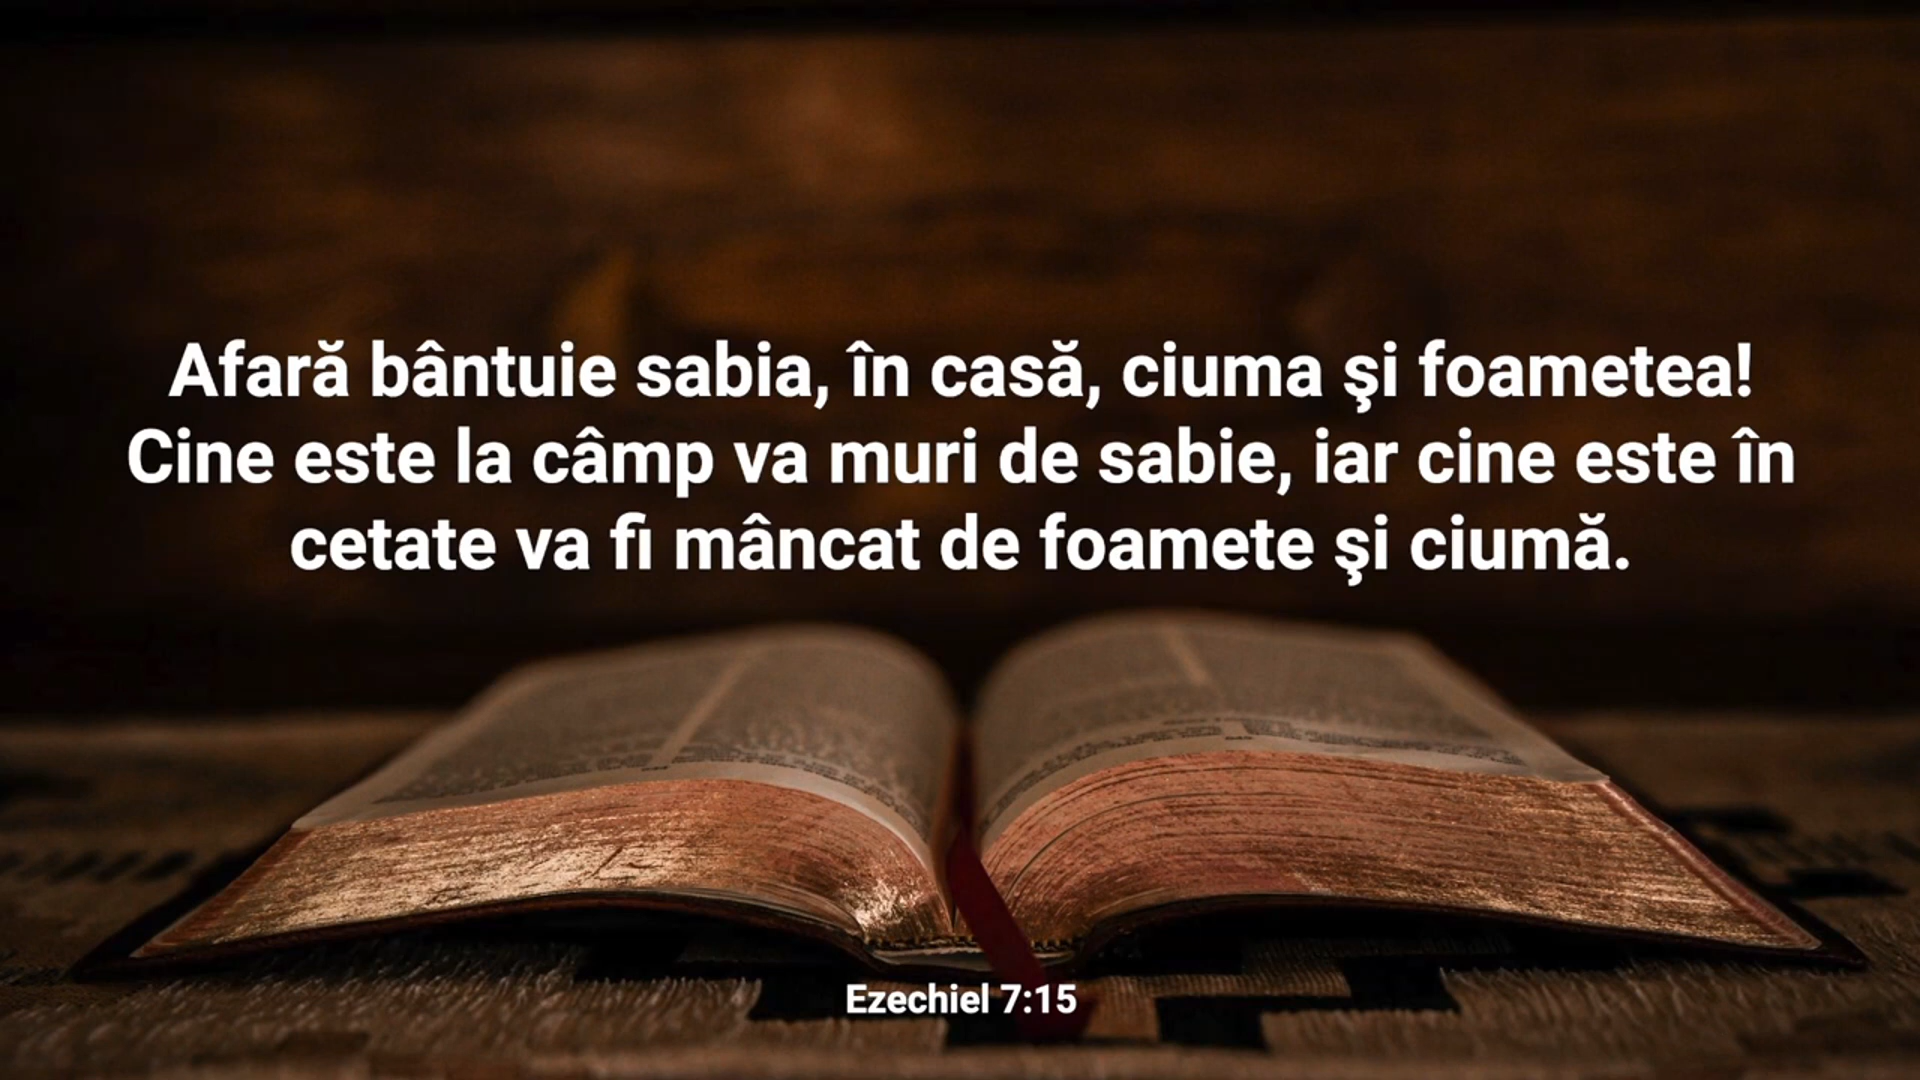 Afară bântuie sabia, în casă, ciuma şi foametea!
Cine este la câmp va muri de sabie, iar cine este în
cetate va fi mâncat de foamete şi ciumă.
Ezechiel 7:15